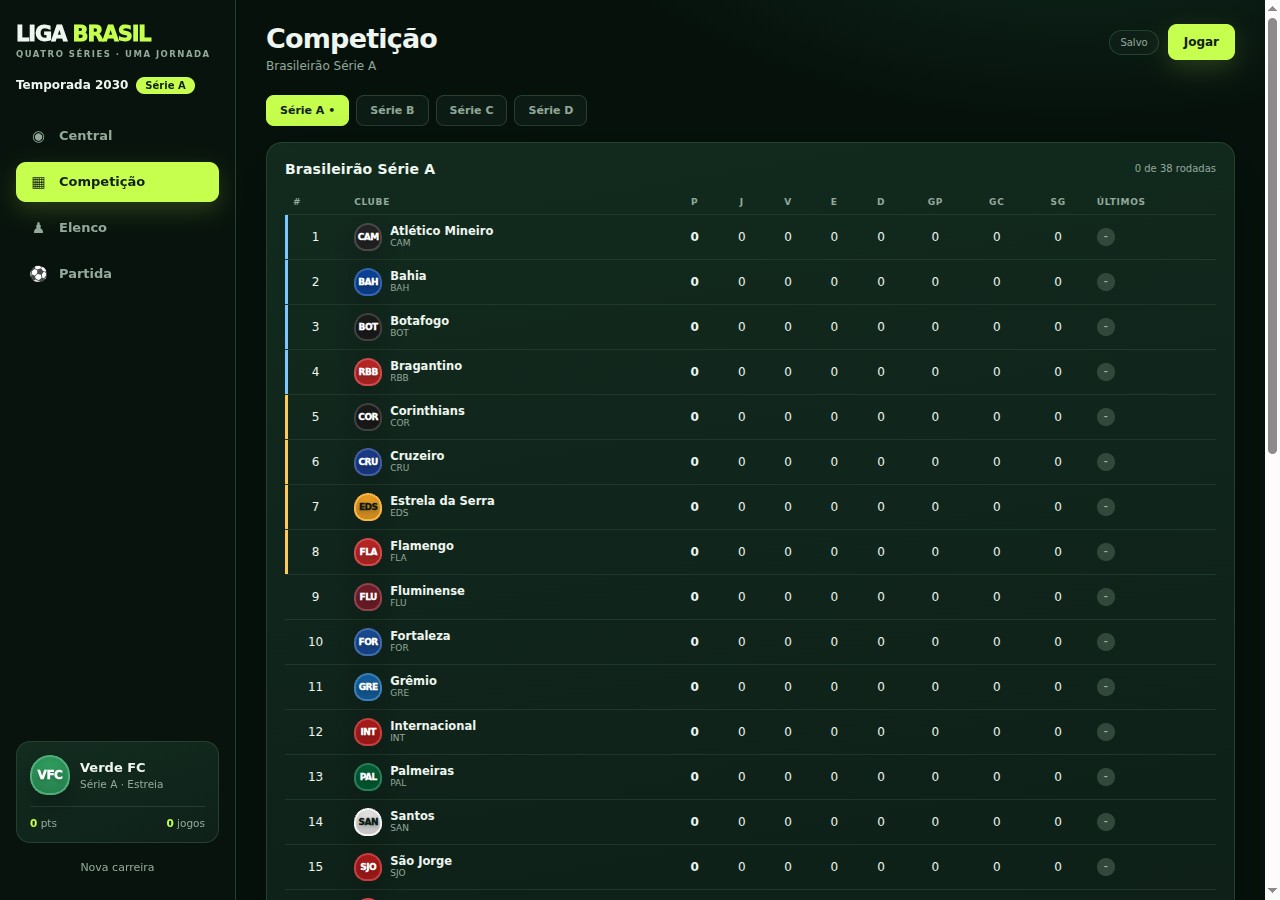 LIGA BRASIL
QUATRO SÉRIES · UMA JORNADA
Temporada 2030 Série A
Central
Competição
Elenco
Partida
VFC Verde FC
Série A · Estreia
0 pts 0 jogos
Nova carreira
Competição
Brasileirão Série A
Salvo Jogar
Série A • Série B Série C Série D
Brasileirão Série A 0 de 38 rodadas
# CLUBE P J V E D GP GC SG ÚLTIMOS
1 CAM Atlético Mineiro 0 0 0 0 0 0 0 0 -
CAM
2 BAH Bahia 0 0 0 0 0 0 0 0 -
BAH
3 BOT Botafogo 0 0 0 0 0 0 0 0 -
BOT
4 RBB Bragantino 0 0 0 0 0 0 0 0 -
RBB
5 COR Corinthians 0 0 0 0 0 0 0 0 -
COR
6 CRU Cruzeiro 0 0 0 0 0 0 0 0 -
CRU
7 EDS Estrela da Serra 0 0 0 0 0 0 0 0 -
EDS
8 FLA Flamengo 0 0 0 0 0 0 0 0 -
FLA
9 FLU Fluminense 0 0 0 0 0 0 0 0 -
FLU
10 FOR Fortaleza 0 0 0 0 0 0 0 0 -
FOR
11 GRE Grêmio 0 0 0 0 0 0 0 0 -
GRE
12 INT Internacional 0 0 0 0 0 0 0 0 -
INT
13 PAL Palmeiras 0 0 0 0 0 0 0 0 -
PAL
14 SAN Santos 0 0 0 0 0 0 0 0 -
SAN
15 SJO São Jorge 0 0 0 0 0 0 0 0 -
SJO